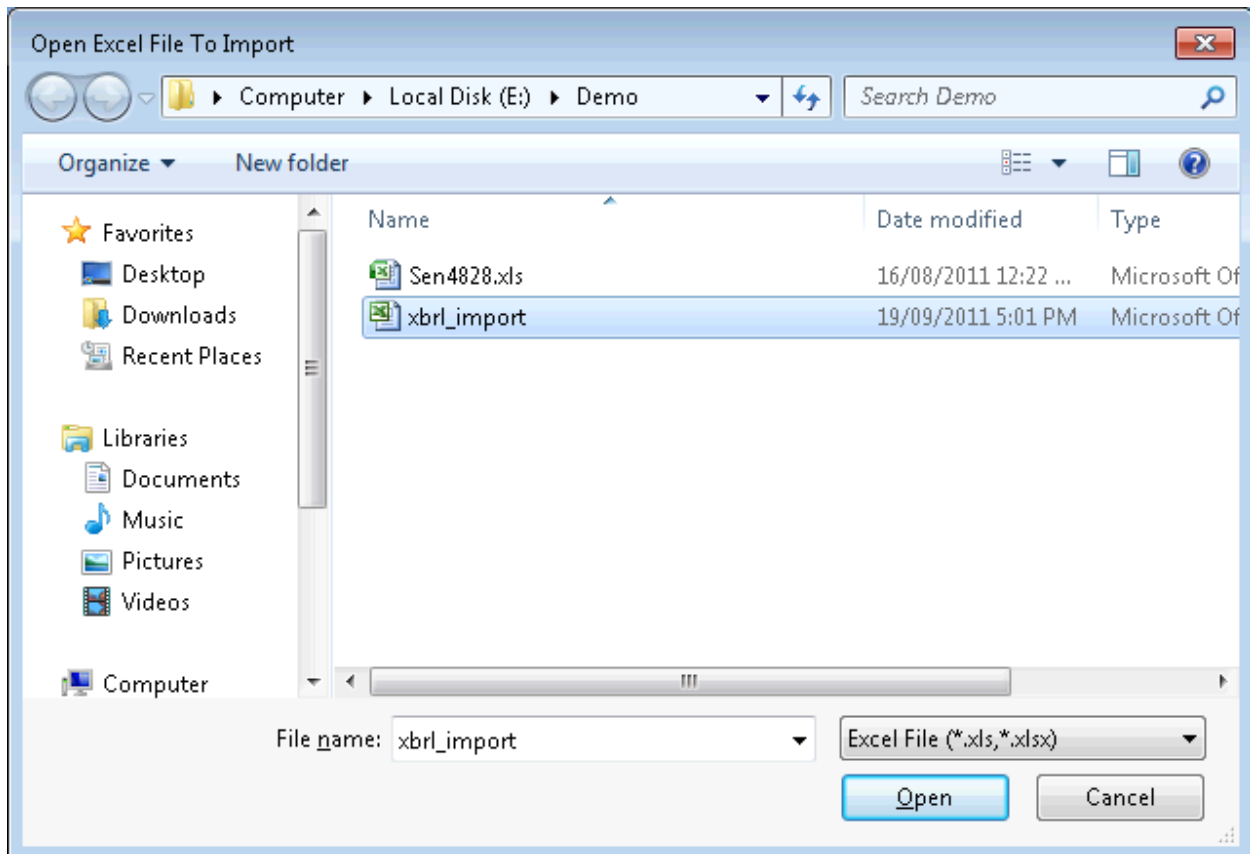 Open Excel File To Import
Computer Local Disk (E:) Demo
Search Demo
Organize New folder
Name Date modified Type
Favorites
Desktop
Downloads
Recent Places
Libraries
Documents
Music
Pictures
Videos
Computer
Sen4828.xls 16/08/2011 12:22 ... Microsoft Of
xbrl_import 19/09/2011 5:01 PM Microsoft Of
File name: xbrl_import
Excel File (*.xls,*.xlsx)
Open Cancel